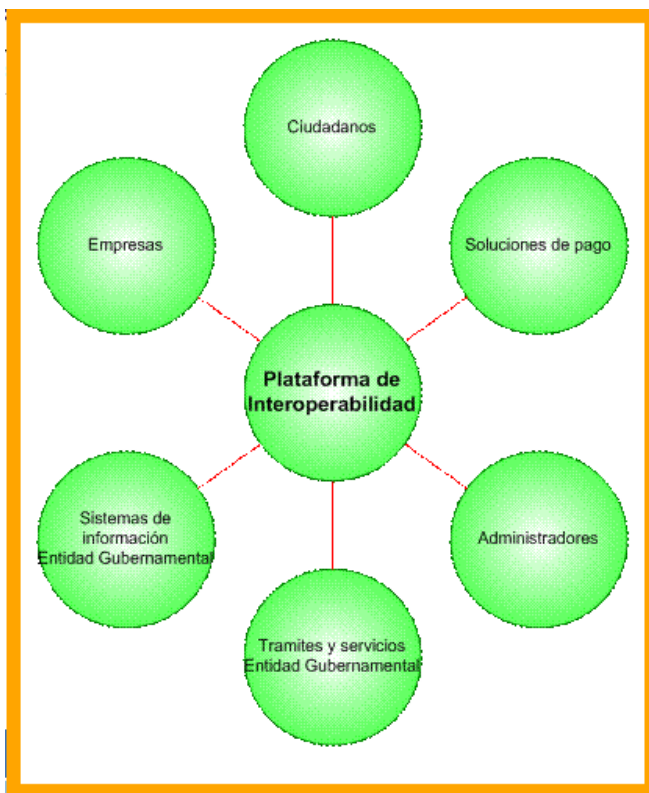 Ciudadanos
Empresas
Soluciones de pago
Plataforma de
Interoperabilidad
Sistemas de
información
Entidad Gubernamental
Administradores
Tramites y servicios
Entidad Gubernamental